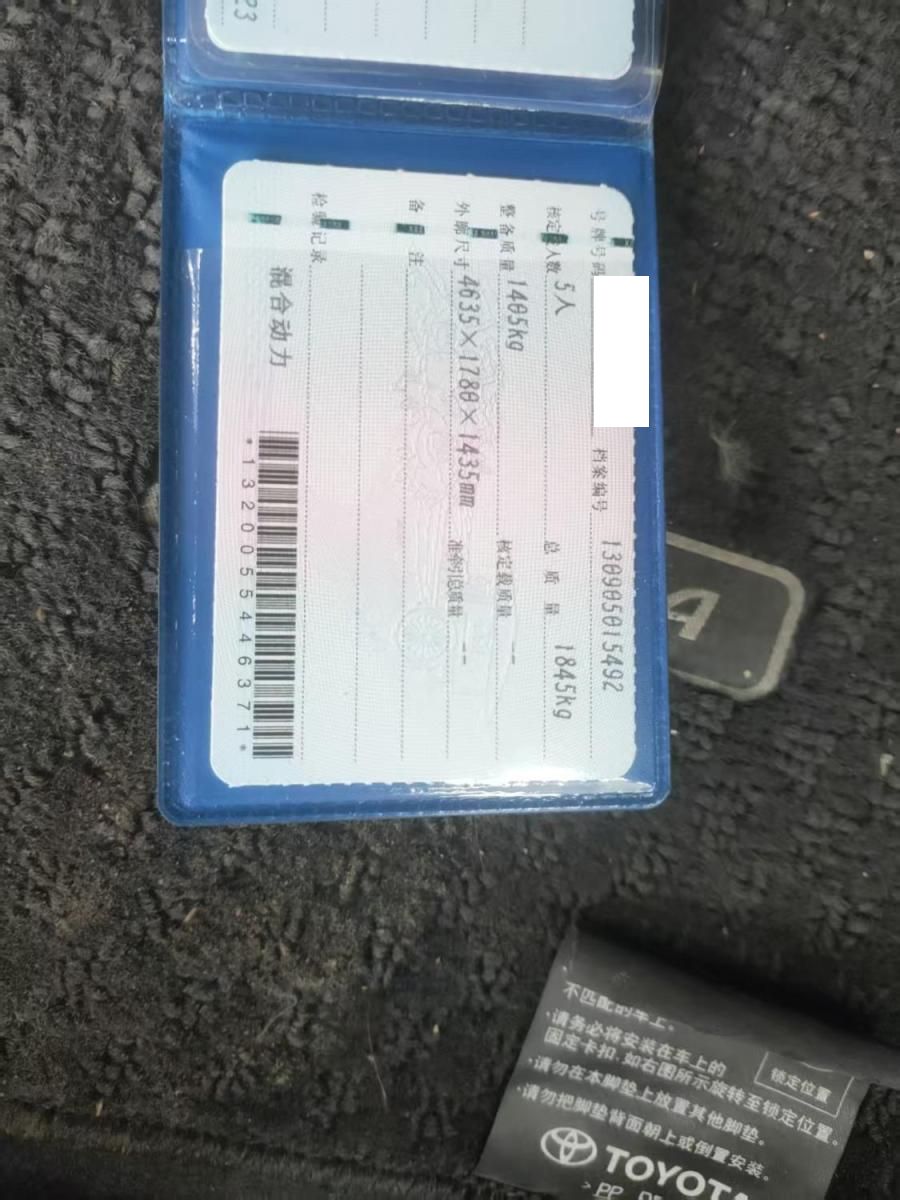 23
号牌号码
档案编号 130905015492
核定载人数 5人 总质量 1845kg
整备质量 1405kg 核定载质量 --
外廓尺寸 4635×1780×1435mm 准牵引总质量 --
备注
检验记录
混合动力
*1320055446371*
A
不匹配的车上。
·请务必将安装在车上的
固定卡扣,如右图所示旋转至锁定位置。
锁定位置
·请勿在本脚垫上放置其他脚垫。
·请勿把脚垫背面朝上或倒置安装。
TOYOTA
>PP